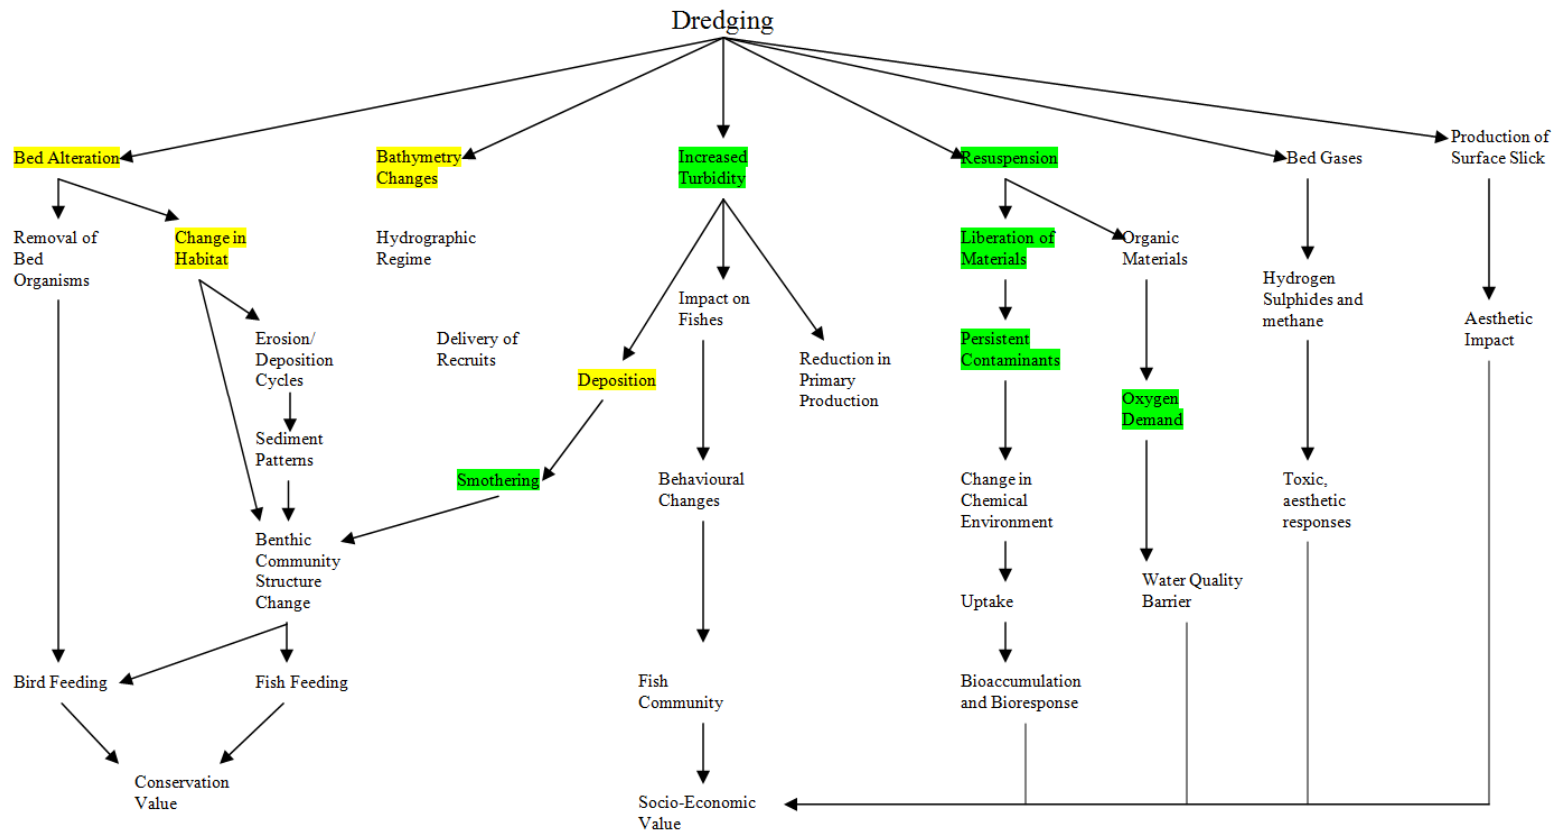 Dredging
Bed Alteration
Bathymetry
Changes
Increased
Turbidity
Resuspension
Bed Gases
Production of
Surface Slick
Removal of
Bed
Organisms
Change in
Habitat
Hydrographic
Regime
Liberation of
Materials
Organic
Materials
Hydrogen
Sulphides and
methane
Impact on
Fishes
Aesthetic
Impact
Erosion/
Deposition
Cycles
Delivery of
Recruits
Deposition
Reduction in
Primary
Production
Persistent
Contaminants
Oxygen
Demand
Sediment
Patterns
Smothering
Behavioural
Changes
Change in
Chemical
Environment
Toxic,
aesthetic
responses
Benthic
Community
Structure
Change
Uptake
Water Quality
Barrier
Bird Feeding
Fish Feeding
Fish
Community
Bioaccumulation
and Bioresponse
Conservation
Value
Socio-Economic
Value